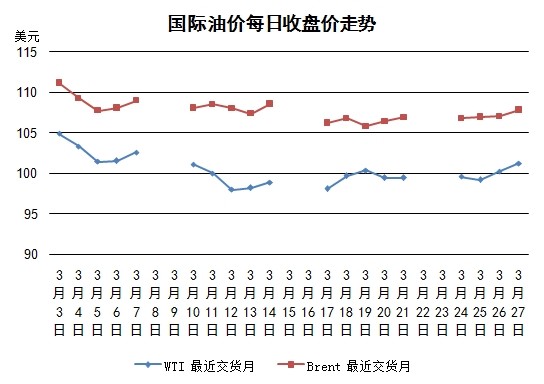 国际油价每日收盘价走势
美元
115
110
105
100
95
90
3月3日
3月4日
3月5日
3月6日
3月7日
3月8日
3月9日
3月10日
3月11日
3月12日
3月13日
3月14日
3月15日
3月16日
3月17日
3月18日
3月19日
3月20日
3月21日
3月22日
3月23日
3月24日
3月25日
3月26日
3月27日
WTI 最近交货月
Brent 最近交货月